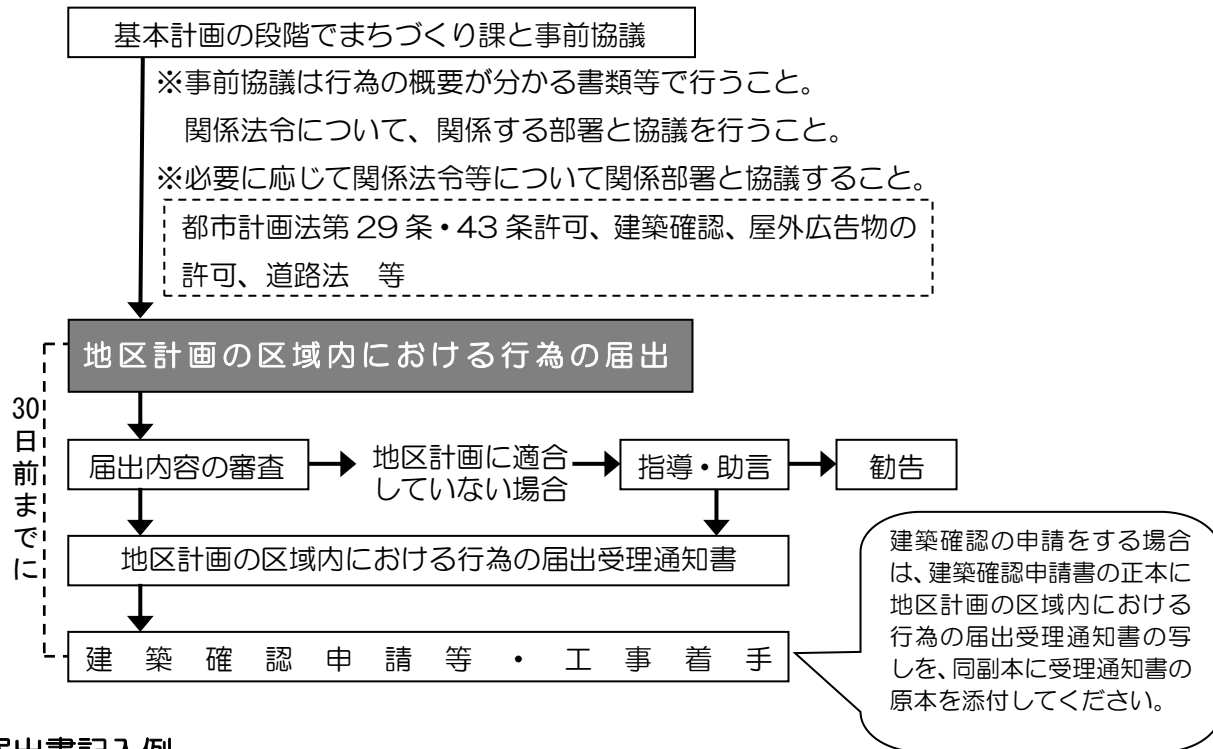 基本計画の段階でまちづくり課と事前協議
※事前協議は行為の概要が分かる書類等で行うこと。
関係法令について、関係する部署と協議を行うこと。
※必要に応じて関係法令等について関係部署と協議すること。
都市計画法第29条・43条許可、建築確認、屋外広告物の
許可、道路法　等
地区計画の区域内における行為の届出
30日前までに
届出内容の審査
地区計画に適合
していない場合
指導・助言
勧告
地区計画の区域内における行為の届出受理通知書
建築確認申請等・工事着手
建築確認の申請をする場合
は、建築確認申請書の正本に
地区計画の区域内における
行為の届出受理通知書の写
しを、同副本に受理通知書の
原本を添付してください。
届出書記入例